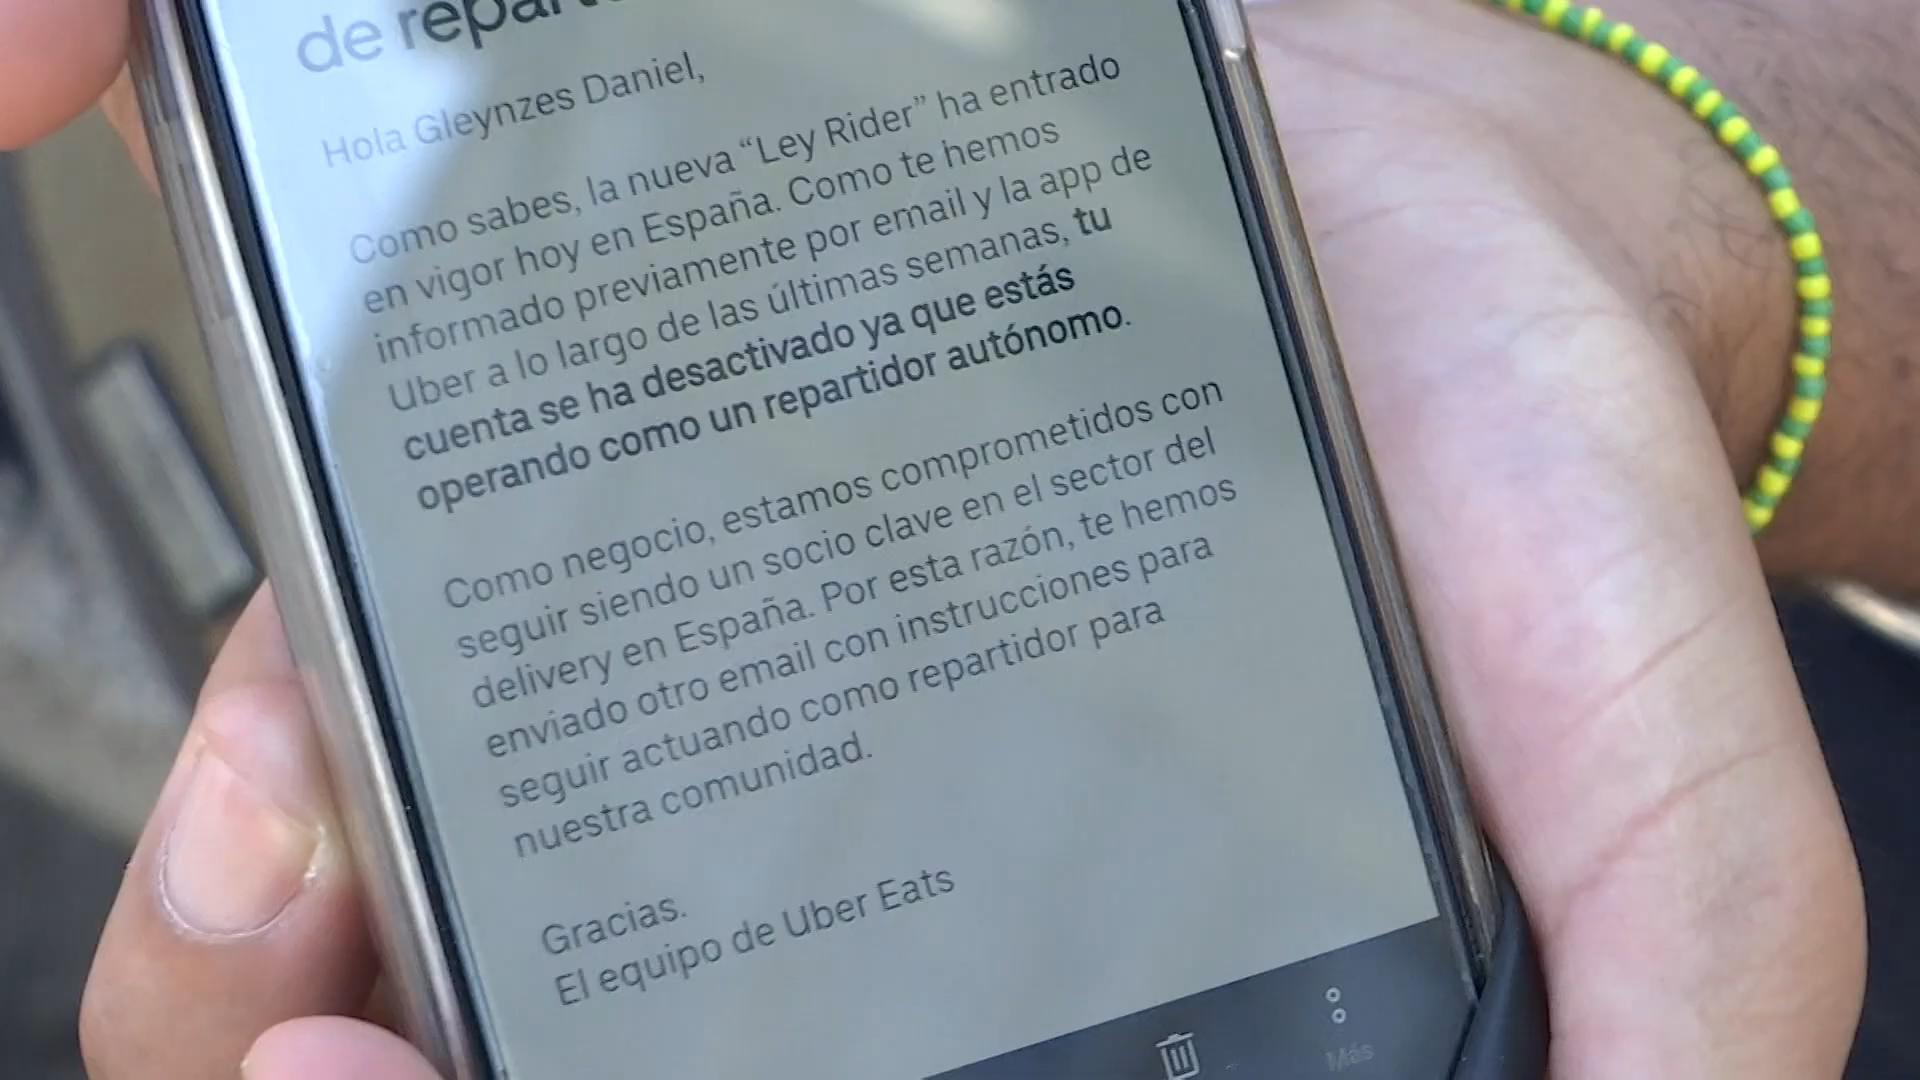 de repart
Hola Gleynzes Daniel,
Como sabes, la nueva “Ley Rider” ha entrado
en vigor hoy en España. Como te hemos
informado previamente por email y la app de
Uber a lo largo de las últimas semanas, tu
cuenta se ha desactivado ya que estás
operando como un repartidor autónomo.
Como negocio, estamos comprometidos con
seguir siendo un socio clave en el sector del
delivery en España. Por esta razón, te hemos
enviado otro email con instrucciones para
seguir actuando como repartidor para
nuestra comunidad.
Gracias.
El equipo de Uber Eats
Más